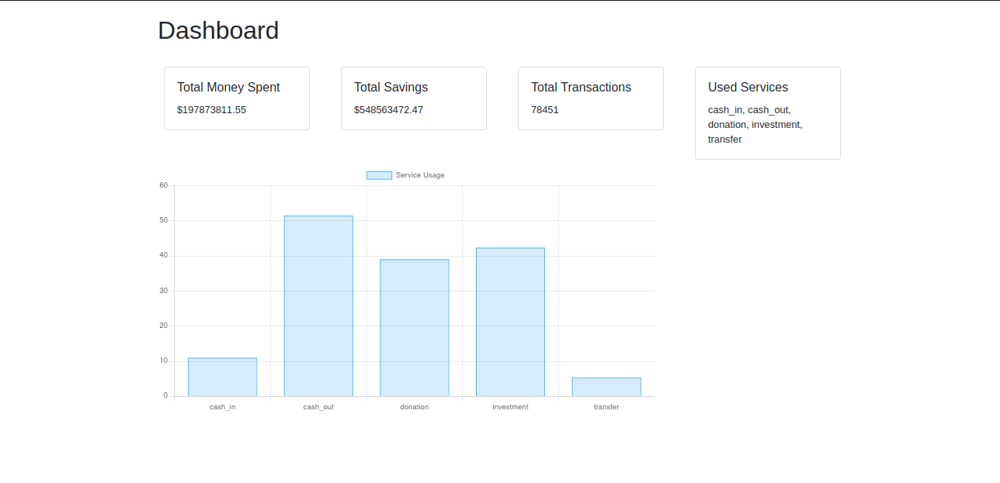 Dashboard
Total Money Spent
$197873811.55
Total Savings
$548563472.47
Total Transactions
78451
Used Services
cash_in, cash_out,
donation, investment,
transfer
Service Usage
60
50
40
30
20
10
0
cash_in
cash_out
donation
investment
transfer